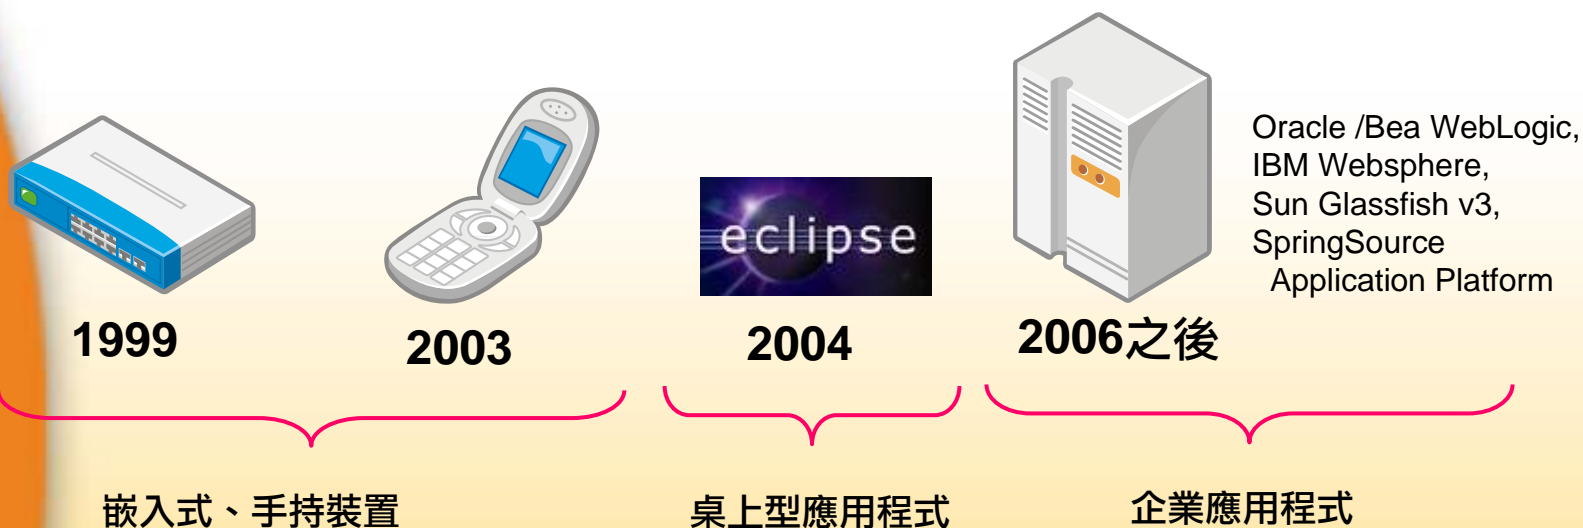 Oracle /Bea WebLogic,
IBM Websphere,
Sun Glassfish v3,
SpringSource
Application Platform
eclipse
1999
2003
2004
2006之後
嵌入式、手持裝置
桌上型應用程式
企業應用程式